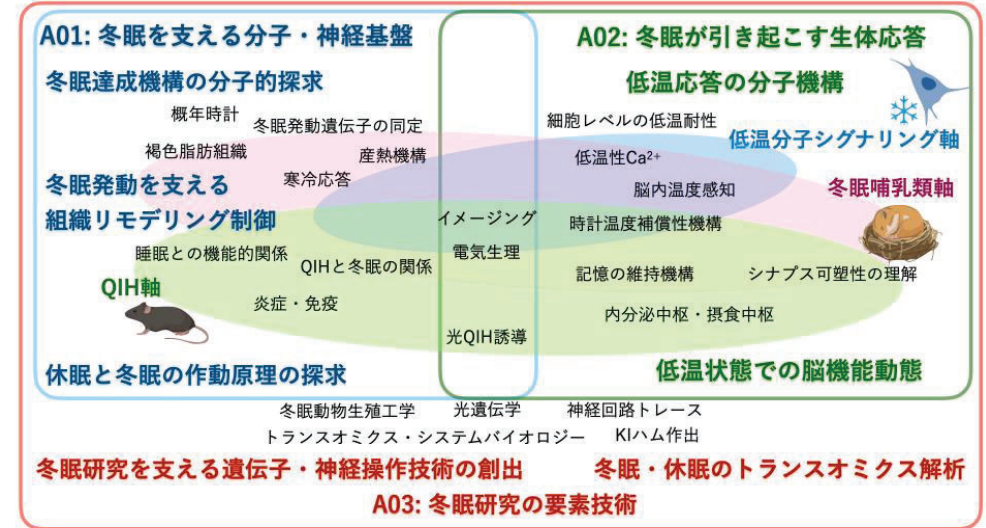 A01: 冬眠を支える分子・神経基盤
A02: 冬眠が引き起こす生体応答
冬眠達成機構の分子的探求
低温応答の分子機構
概年時計
冬眠発動遺伝子の同定
細胞レベルの低温耐性
低温分子シグナリング軸
褐色脂肪組織
産熱機構
低温性Ca²⁺
冬眠発動を支える
寒冷応答
脳内温度感知
冬眠哺乳類軸
組織リモデリング制御
イメージング
時計温度補償性機構
睡眠との機能的関係
電気生理
QIHと冬眠の関係
記憶の維持機構
シナプス可塑性の理解
QIH軸
炎症・免疫
内分泌中枢・摂食中枢
光QIH誘導
休眠と冬眠の作動原理の探求
低温状態での脳機能動態
冬眠動物生殖工学
光遺伝学
神経回路トレース
トランスオミクス・システムバイオロジー
KIハム作出
冬眠研究を支える遺伝子・神経操作技術の創出
冬眠・休眠のトランスオミクス解析
A03: 冬眠研究の要素技術